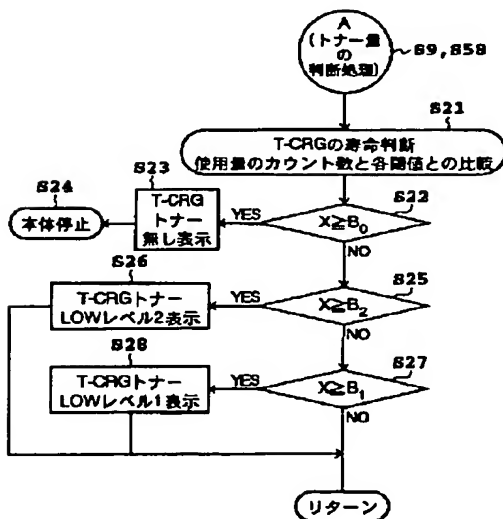 A
(トナー量
の
判断処理)
S9,S58
S21
T-CRGの寿命判断
使用量のカウント数と各閾値との比較
S24
本体停止
S23
T-CRG
トナー
無し表示
YES
S22
X≧B0
NO
S26
T-CRGトナー
LOWレベル2表示
YES
S25
X≧B2
NO
S28
T-CRGトナー
LOWレベル1表示
YES
S27
X≧B1
NO
リターン